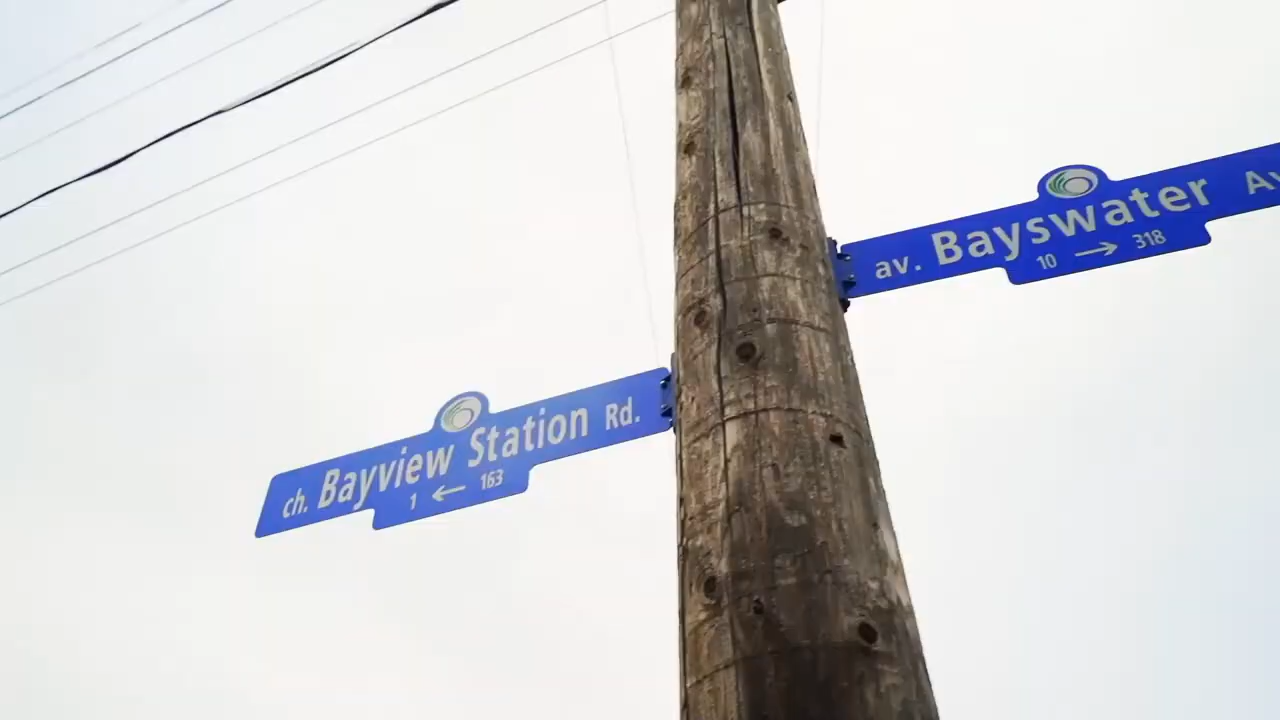 ch. Bayview Station Rd.
1 ← 163
av. Bayswater Av
10 → 318